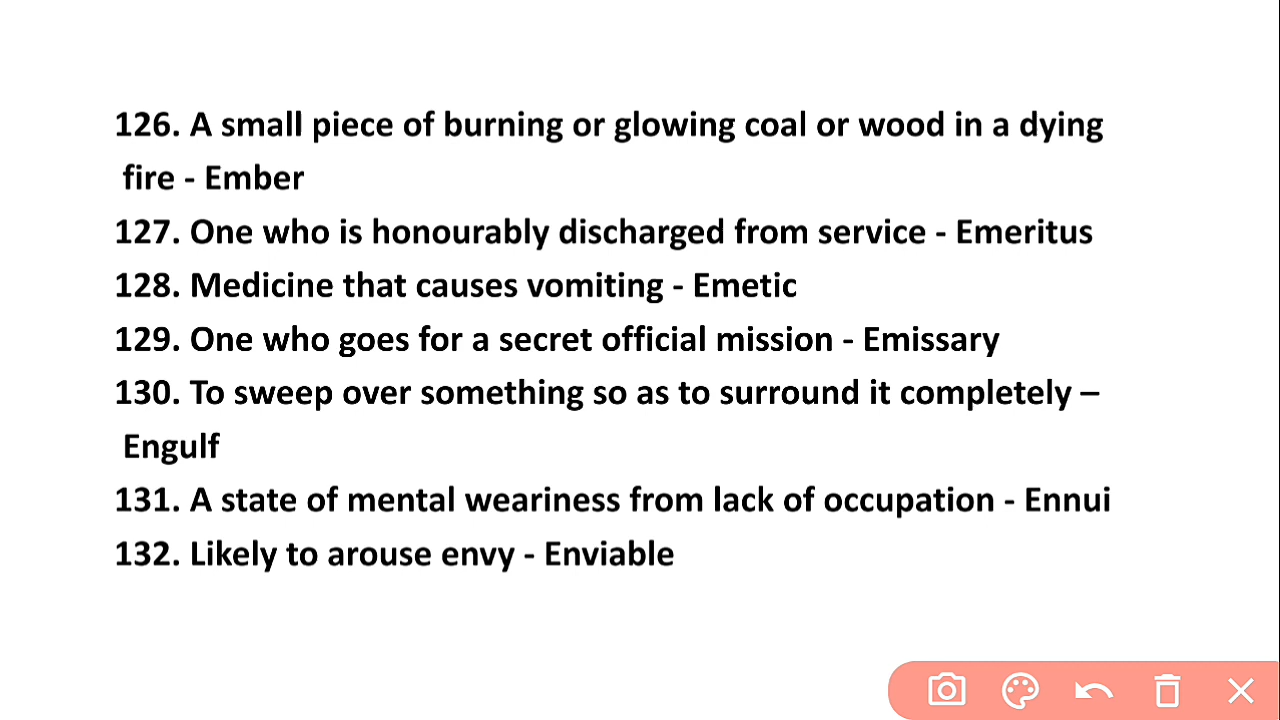 126. A small piece of burning or glowing coal or wood in a dying
fire - Ember
127. One who is honourably discharged from service - Emeritus
128. Medicine that causes vomiting - Emetic
129. One who goes for a secret official mission - Emissary
130. To sweep over something so as to surround it completely –
Engulf
131. A state of mental weariness from lack of occupation - Ennui
132. Likely to arouse envy - Enviable